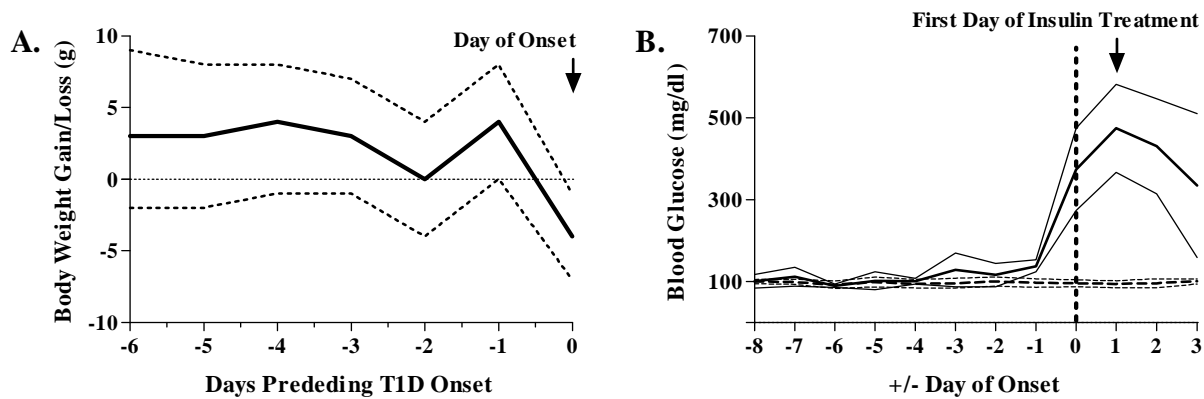 A.
Body Weight Gain/Loss (g)
10
5
0
-5
-10
Day of Onset
-6 -5 -4 -3 -2 -1 0
Days Prededing T1D Onset
B.
First Day of Insulin Treatment
Blood Glucose (mg/dl)
700
500
300
100
-8 -7 -6 -5 -4 -3 -2 -1 0 1 2 3
+/- Day of Onset